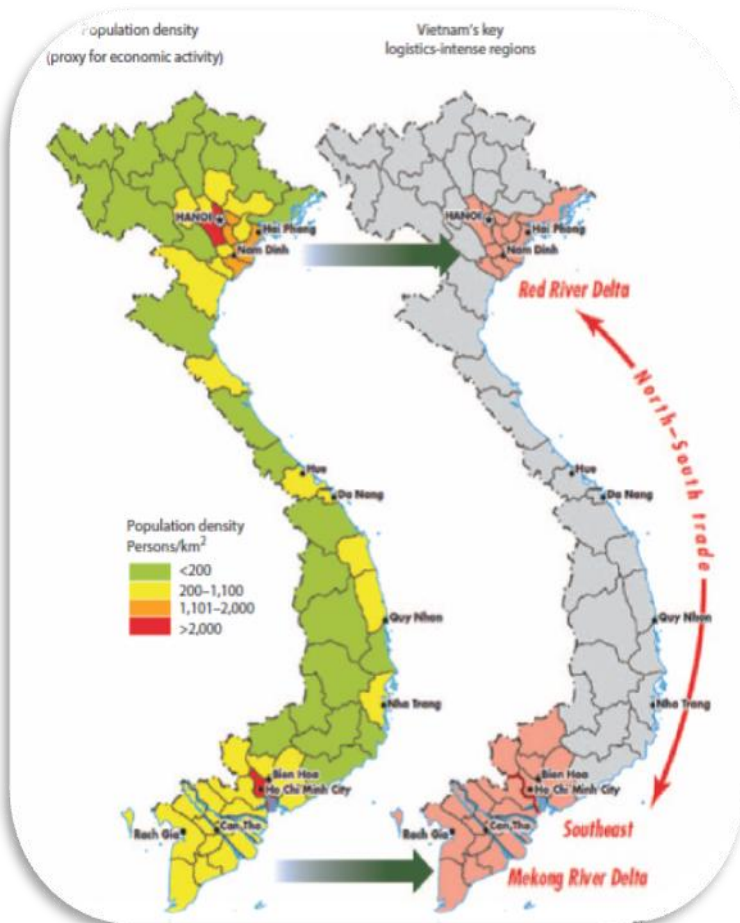 Population density
(proxy for economic activity)
Vietnam's key
logistics-intense regions
HANOI
Hai Phong
Nam Dinh
Hue
Da Nang
Quy Nhon
Nha Trang
Bien Hoa
Ho Chi Minh City
Can Tho
Rach Gia
Population density
Persons/km²
<200
200–1,100
1,101–2,000
>2,000
HANOI
Hai Phong
Nam Dinh
Red River Delta
North–South trade
Hue
Da Nang
Quy Nhon
Nha Trang
Bien Hoa
Ho Chi Minh City
Can Tho
Rach Gia
Southeast
Mekong River Delta